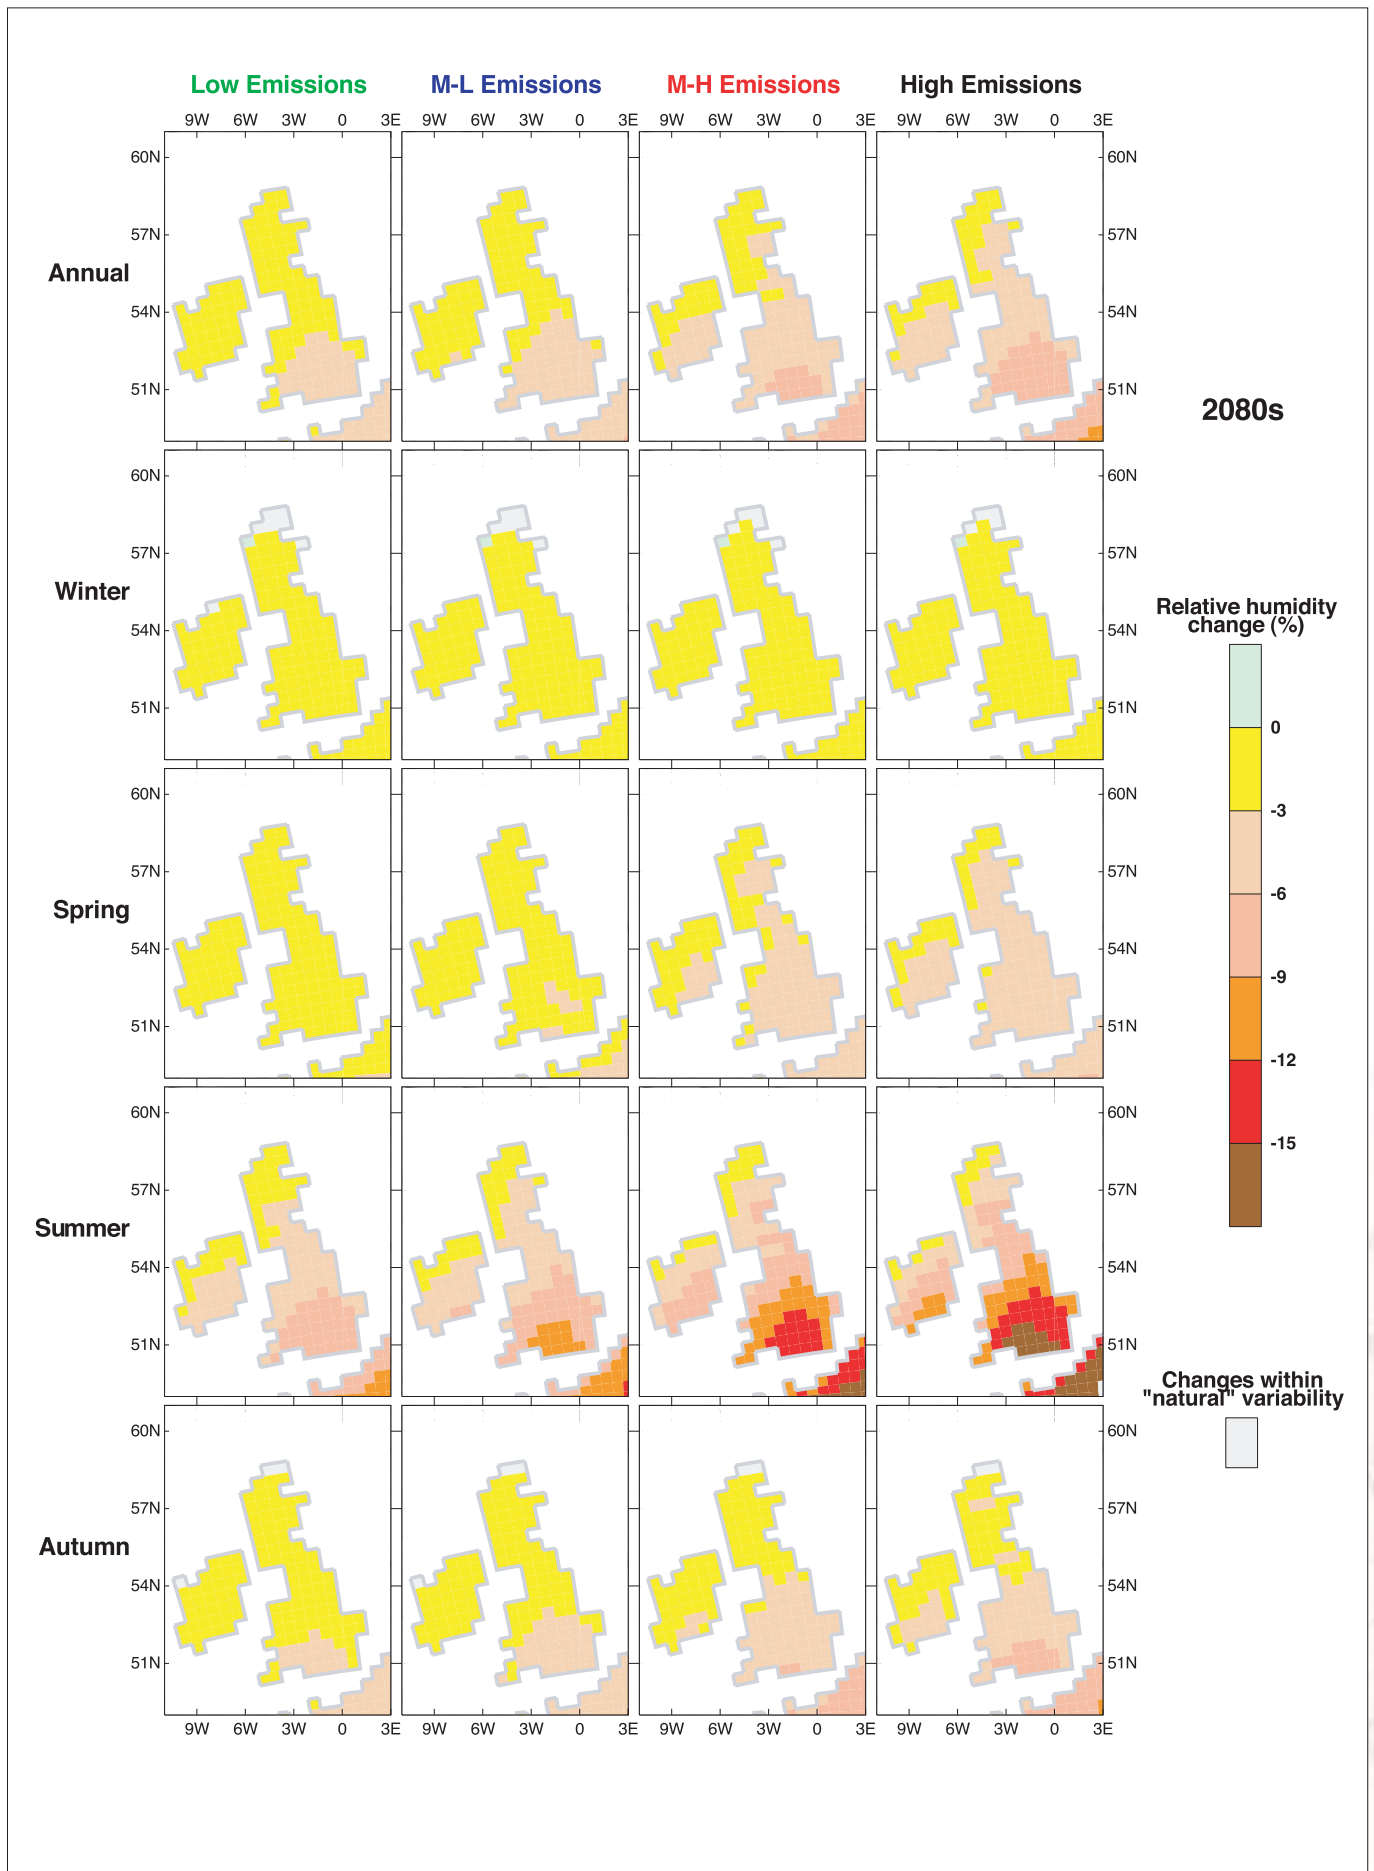 Low Emissions M-L Emissions M-H Emissions High Emissions
9W 6W 3W 0 3E 9W 6W 3W 0 3E 9W 6W 3W 0 3E 9W 6W 3W 0 3E
60N 60N
57N 57N
Annual
54N 54N
51N 51N
2080s
60N 60N
57N 57N
Winter
54N 54N
51N 51N
60N 60N
57N 57N
Spring
54N 54N
51N 51N
60N 60N
57N 57N
Summer
54N 54N
51N 51N
60N 60N
57N 57N
Autumn
54N 54N
51N 51N
9W 6W 3W 0 3E 9W 6W 3W 0 3E 9W 6W 3W 0 3E 9W 6W 3W 0 3E
Relative humidity
change (%)
0
-3
-6
-9
-12
-15
Changes within
"natural" variability